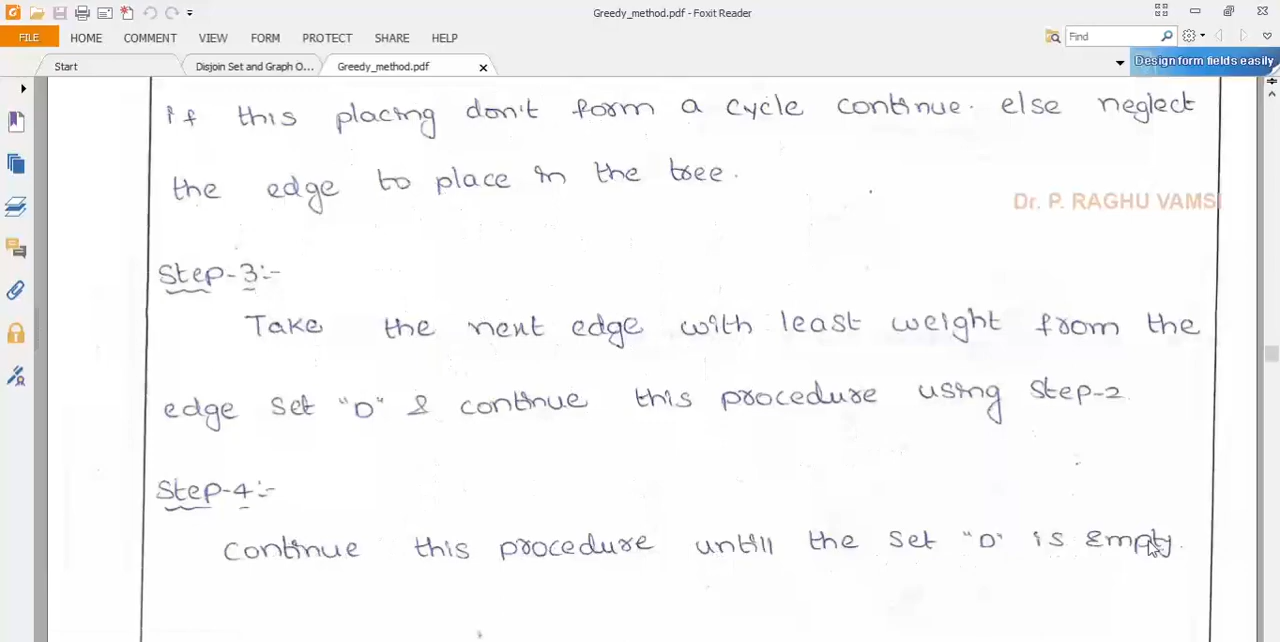 Greedy_method.pdf - Foxit Reader
FILE HOME COMMENT VIEW FORM PROTECT SHARE HELP
Find
Start Disjoin Set and Graph O... Greedy_method.pdf
Design form fields easily
if this placing don't form a cycle continue. else neglect
the edge to place in the tree.
Dr. P. RAGHU VAMSI
Step-3:-
Take the next edge with least weight from the
edge set "D" & continue this procedure using Step-2.
Step-4:-
Continue this procedure untill the set "D" is Empty.